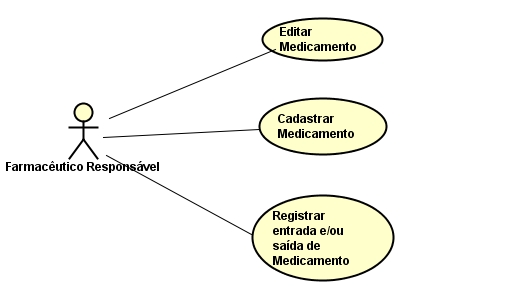 Editar
Medicamento
Cadastrar
Medicamento
Farmacêutico Responsável
Registrar
entrada e/ou
saída de
Medicamento